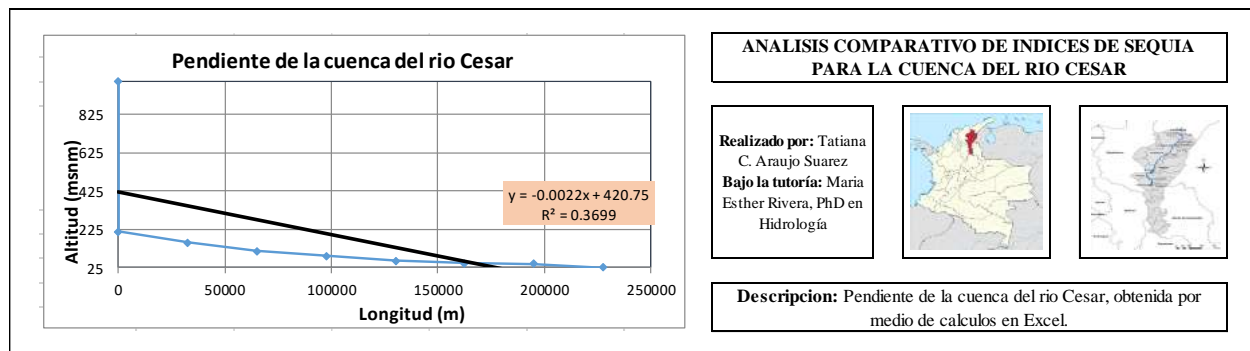 Pendiente de la cuenca del rio Cesar
Altitud (msnm)
825
625
425
225
25
y = -0.0022x + 420.75
R² = 0.3699
0
50000
100000
150000
200000
250000
Longitud (m)
ANALISIS COMPARATIVO DE INDICES DE SEQUIA
PARA LA CUENCA DEL RIO CESAR
Realizado por: Tatiana
C. Araujo Suarez
Bajo la tutoría: Maria
Esther Rivera, PhD en
Hidrología
Descripcion: Pendiente de la cuenca del rio Cesar, obtenida por
medio de calculos en Excel.